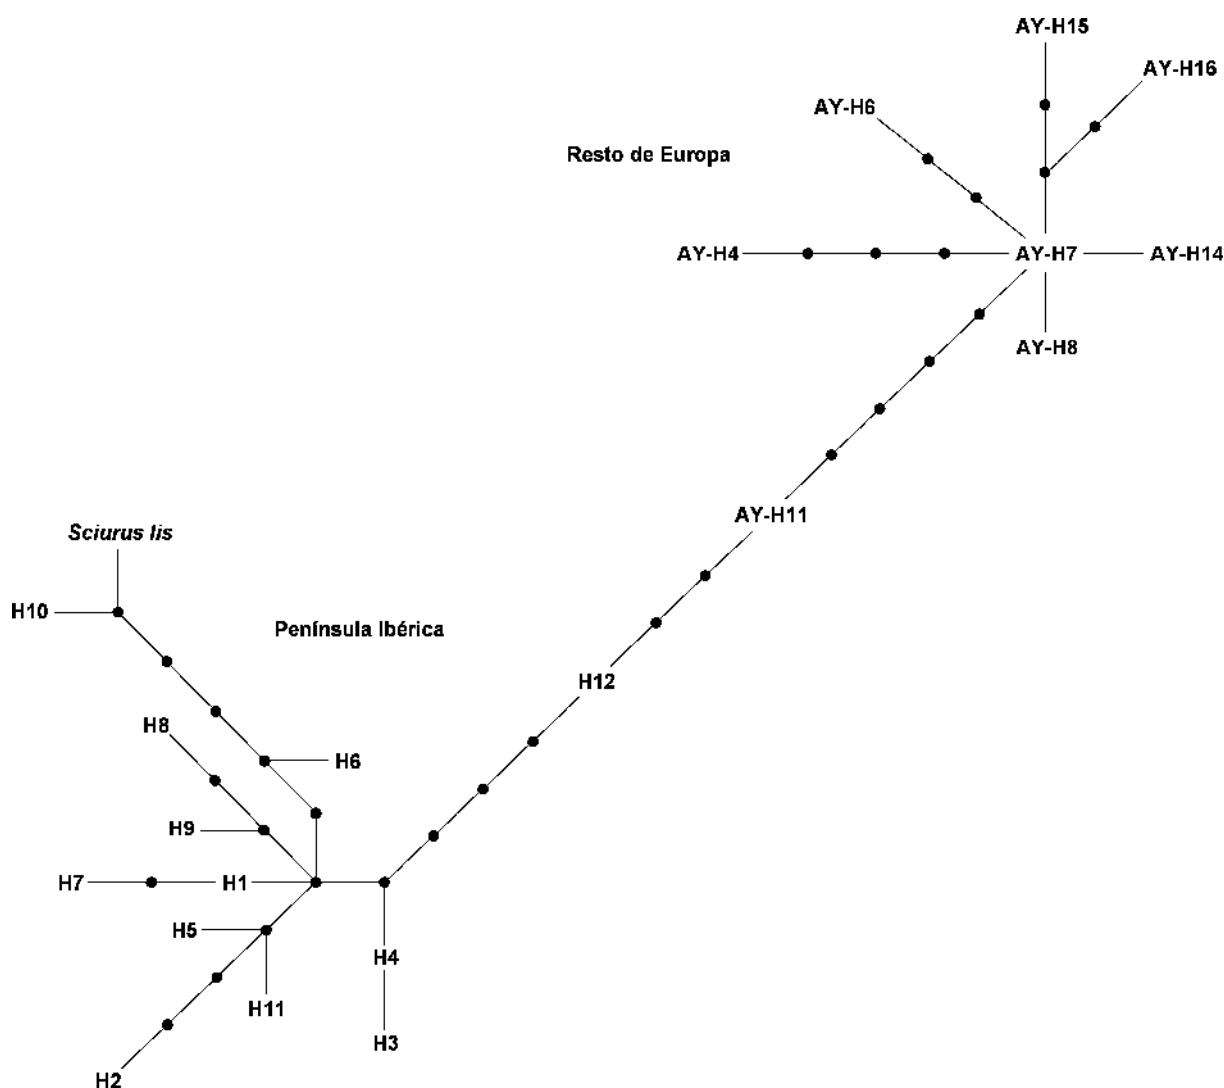 AY-H15
AY-H16
AY-H6
Resto de Europa
AY-H4
AY-H7
AY-H14
AY-H8
AY-H11
Sciurus lis
H10
Península Ibérica
H12
H8
H6
H9
H7
H1
H5
H4
H11
H3
H2